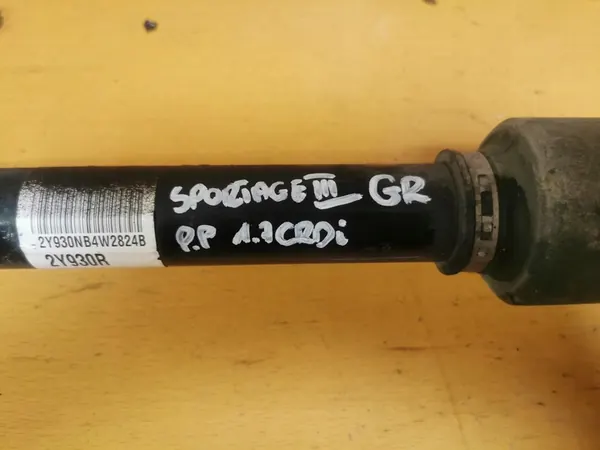 SPORTAGE III GR
P.P 1.7CRDi
-2Y930NB4W2824B
2Y930R